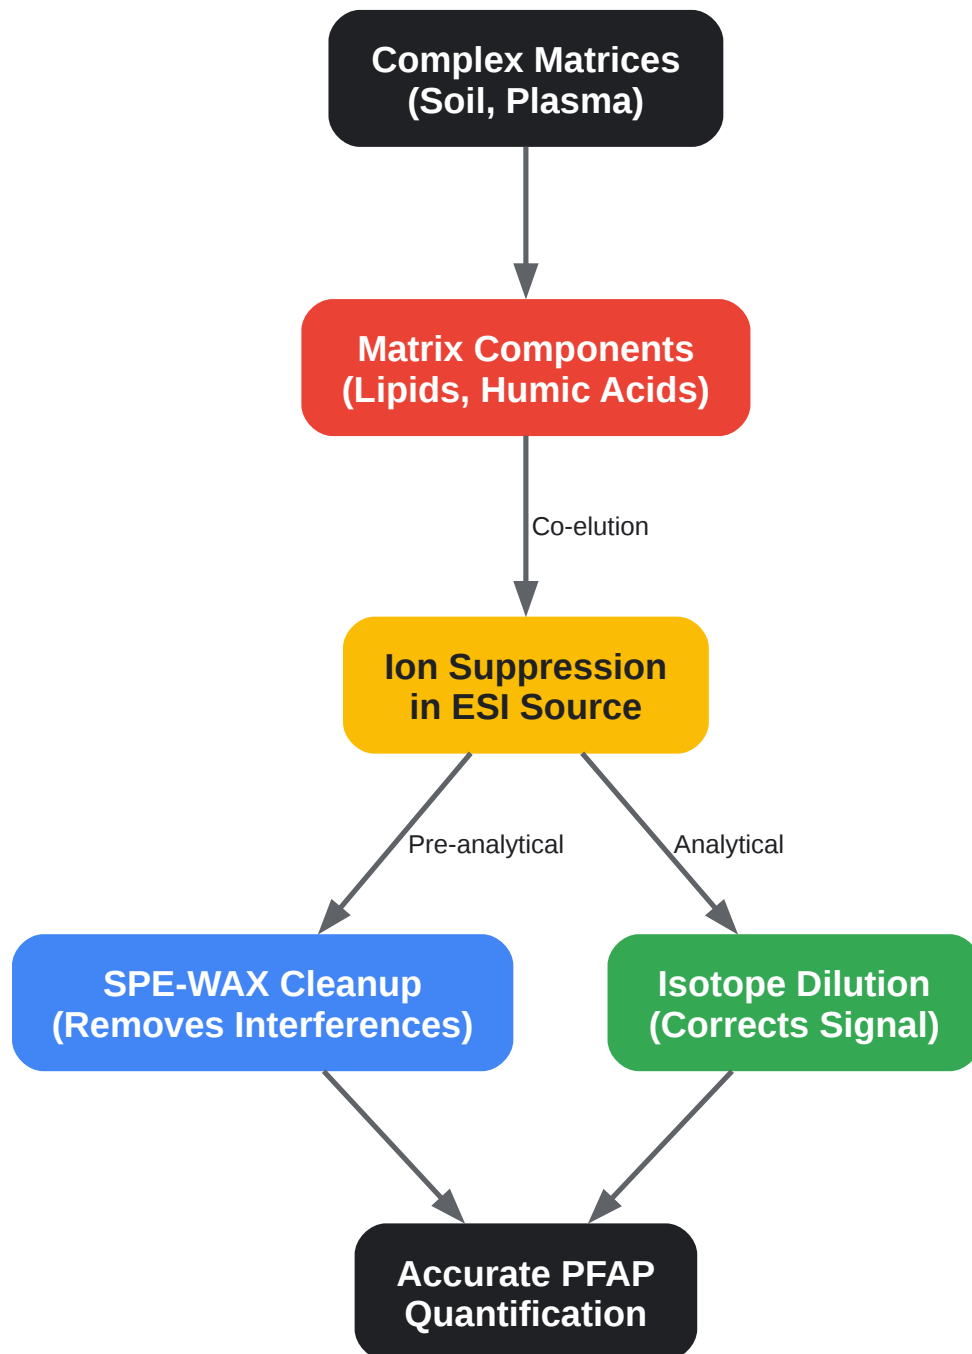 Complex Matrices
(Soil, Plasma)
Matrix Components
(Lipids, Humic Acids)
Co-elution
Ion Suppression
in ESI Source
Pre-analytical
Analytical
SPE-WAX Cleanup
(Removes Interferences)
Isotope Dilution
(Corrects Signal)
Accurate PFAP
Quantification